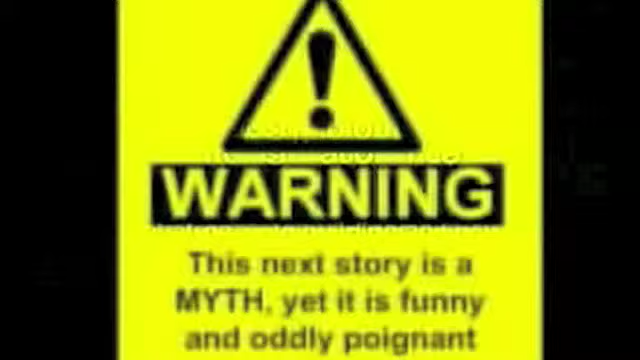 WARNING
This next story is a
MYTH, yet it is funny
and oddly poignant